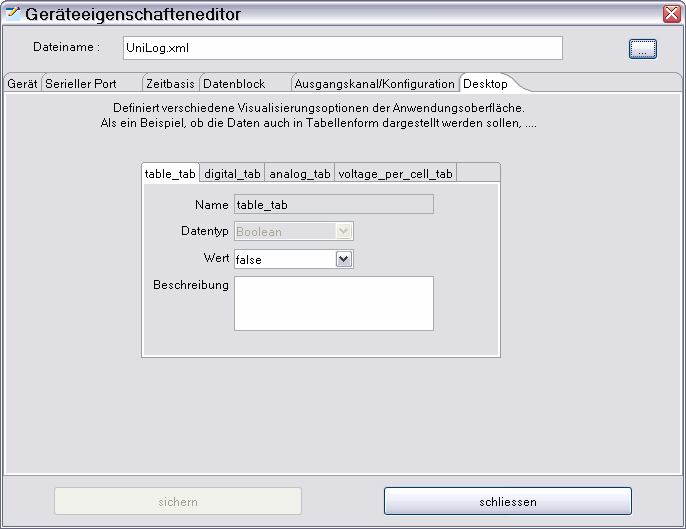 Geräteeigenschafteneditor
Dateiname : UniLog.xml ...
Gerät Serieller Port Zeitbasis Datenblock Ausgangskanal/Konfiguration Desktop
Definiert verschiedene Visualisierungsoptionen der Anwendungsoberfläche.
Als ein Beispiel, ob die Daten auch in Tabellenform dargestellt werden sollen, ....
table_tab digital_tab analog_tab voltage_per_cell_tab
Name table_tab
Datentyp Boolean
Wert false
Beschreibung
sichern schliessen